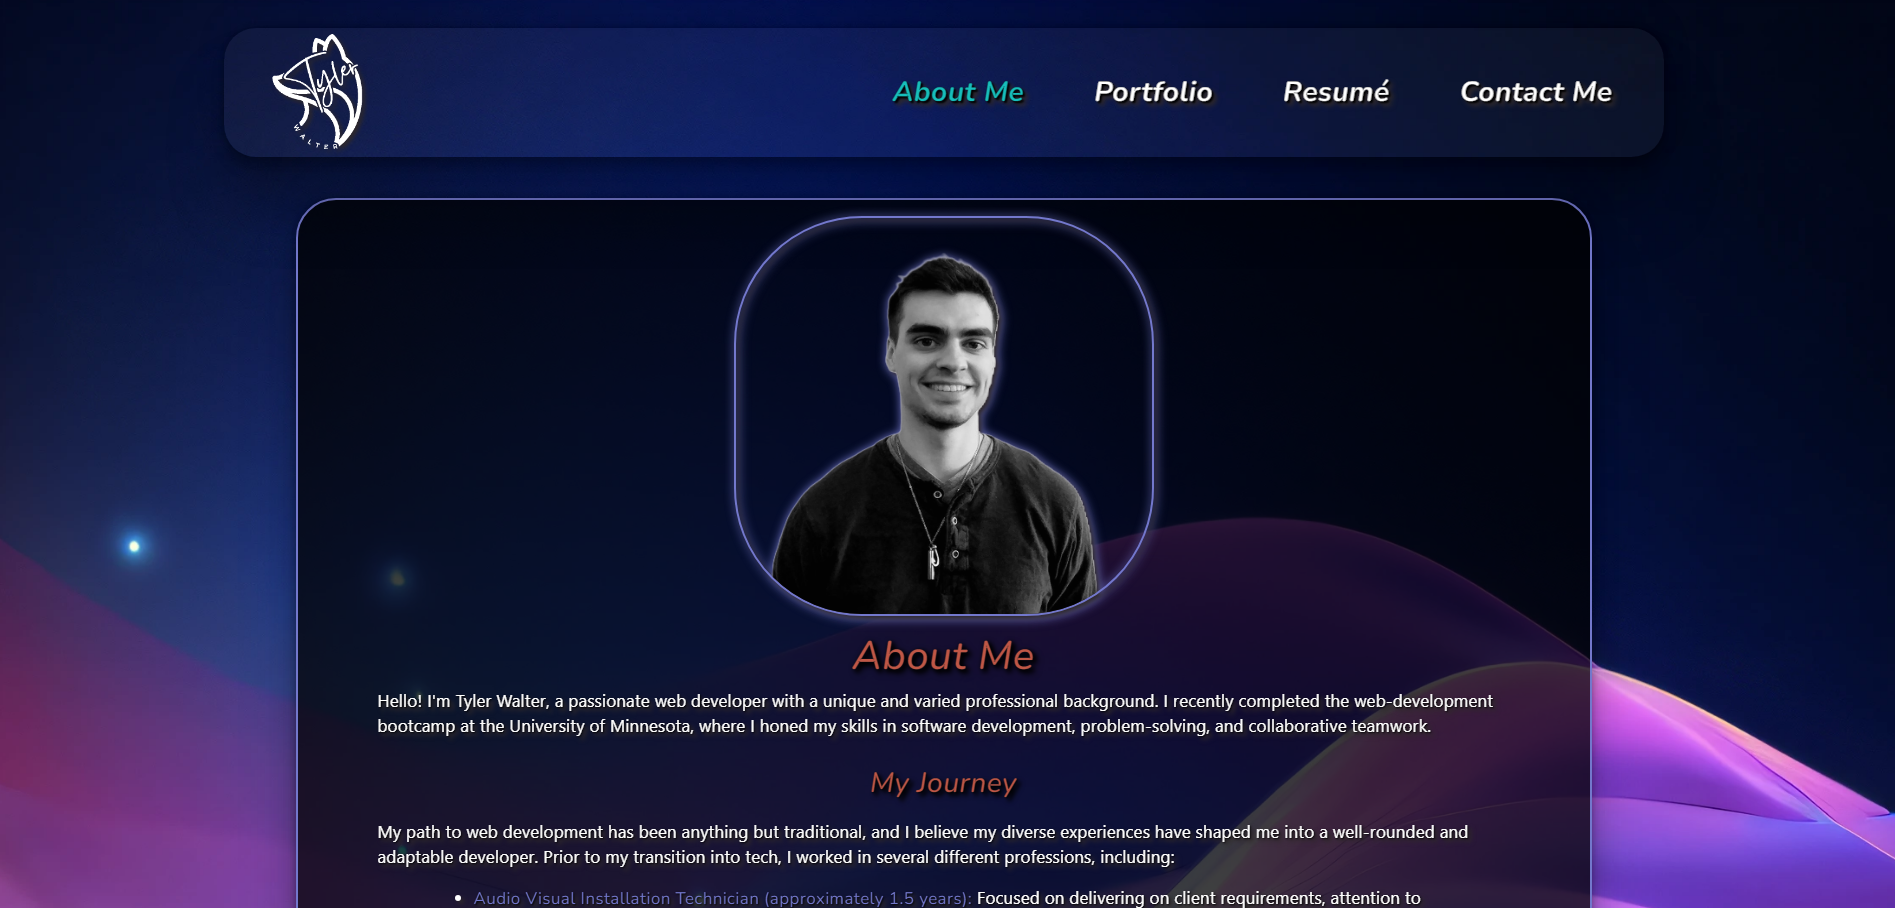 Tyler
WALTER
About Me
Portfolio
Resumé
Contact Me
About Me
Hello! I'm Tyler Walter, a passionate web developer with a unique and varied professional background. I recently completed the web-development
bootcamp at the University of Minnesota, where I honed my skills in software development, problem-solving, and collaborative teamwork.
My Journey
My path to web development has been anything but traditional, and I believe my diverse experiences have shaped me into a well-rounded and
adaptable developer. Prior to my transition into tech, I worked in several different professions, including:
• Audio Visual Installation Technician (approximately 1.5 years): Focused on delivering on client requirements, attention to